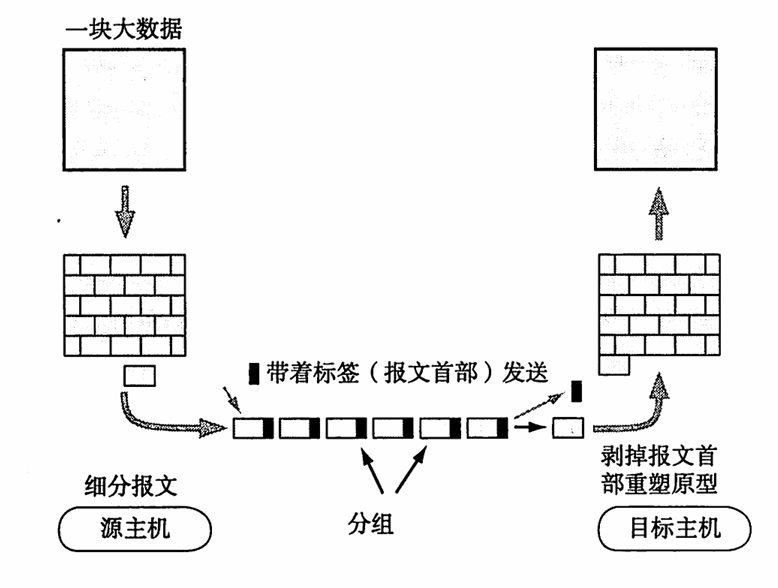 一块大数据
带着标签（报文首部）发送
细分报文
源主机
分组
剥掉报文首
部重塑原型
目标主机